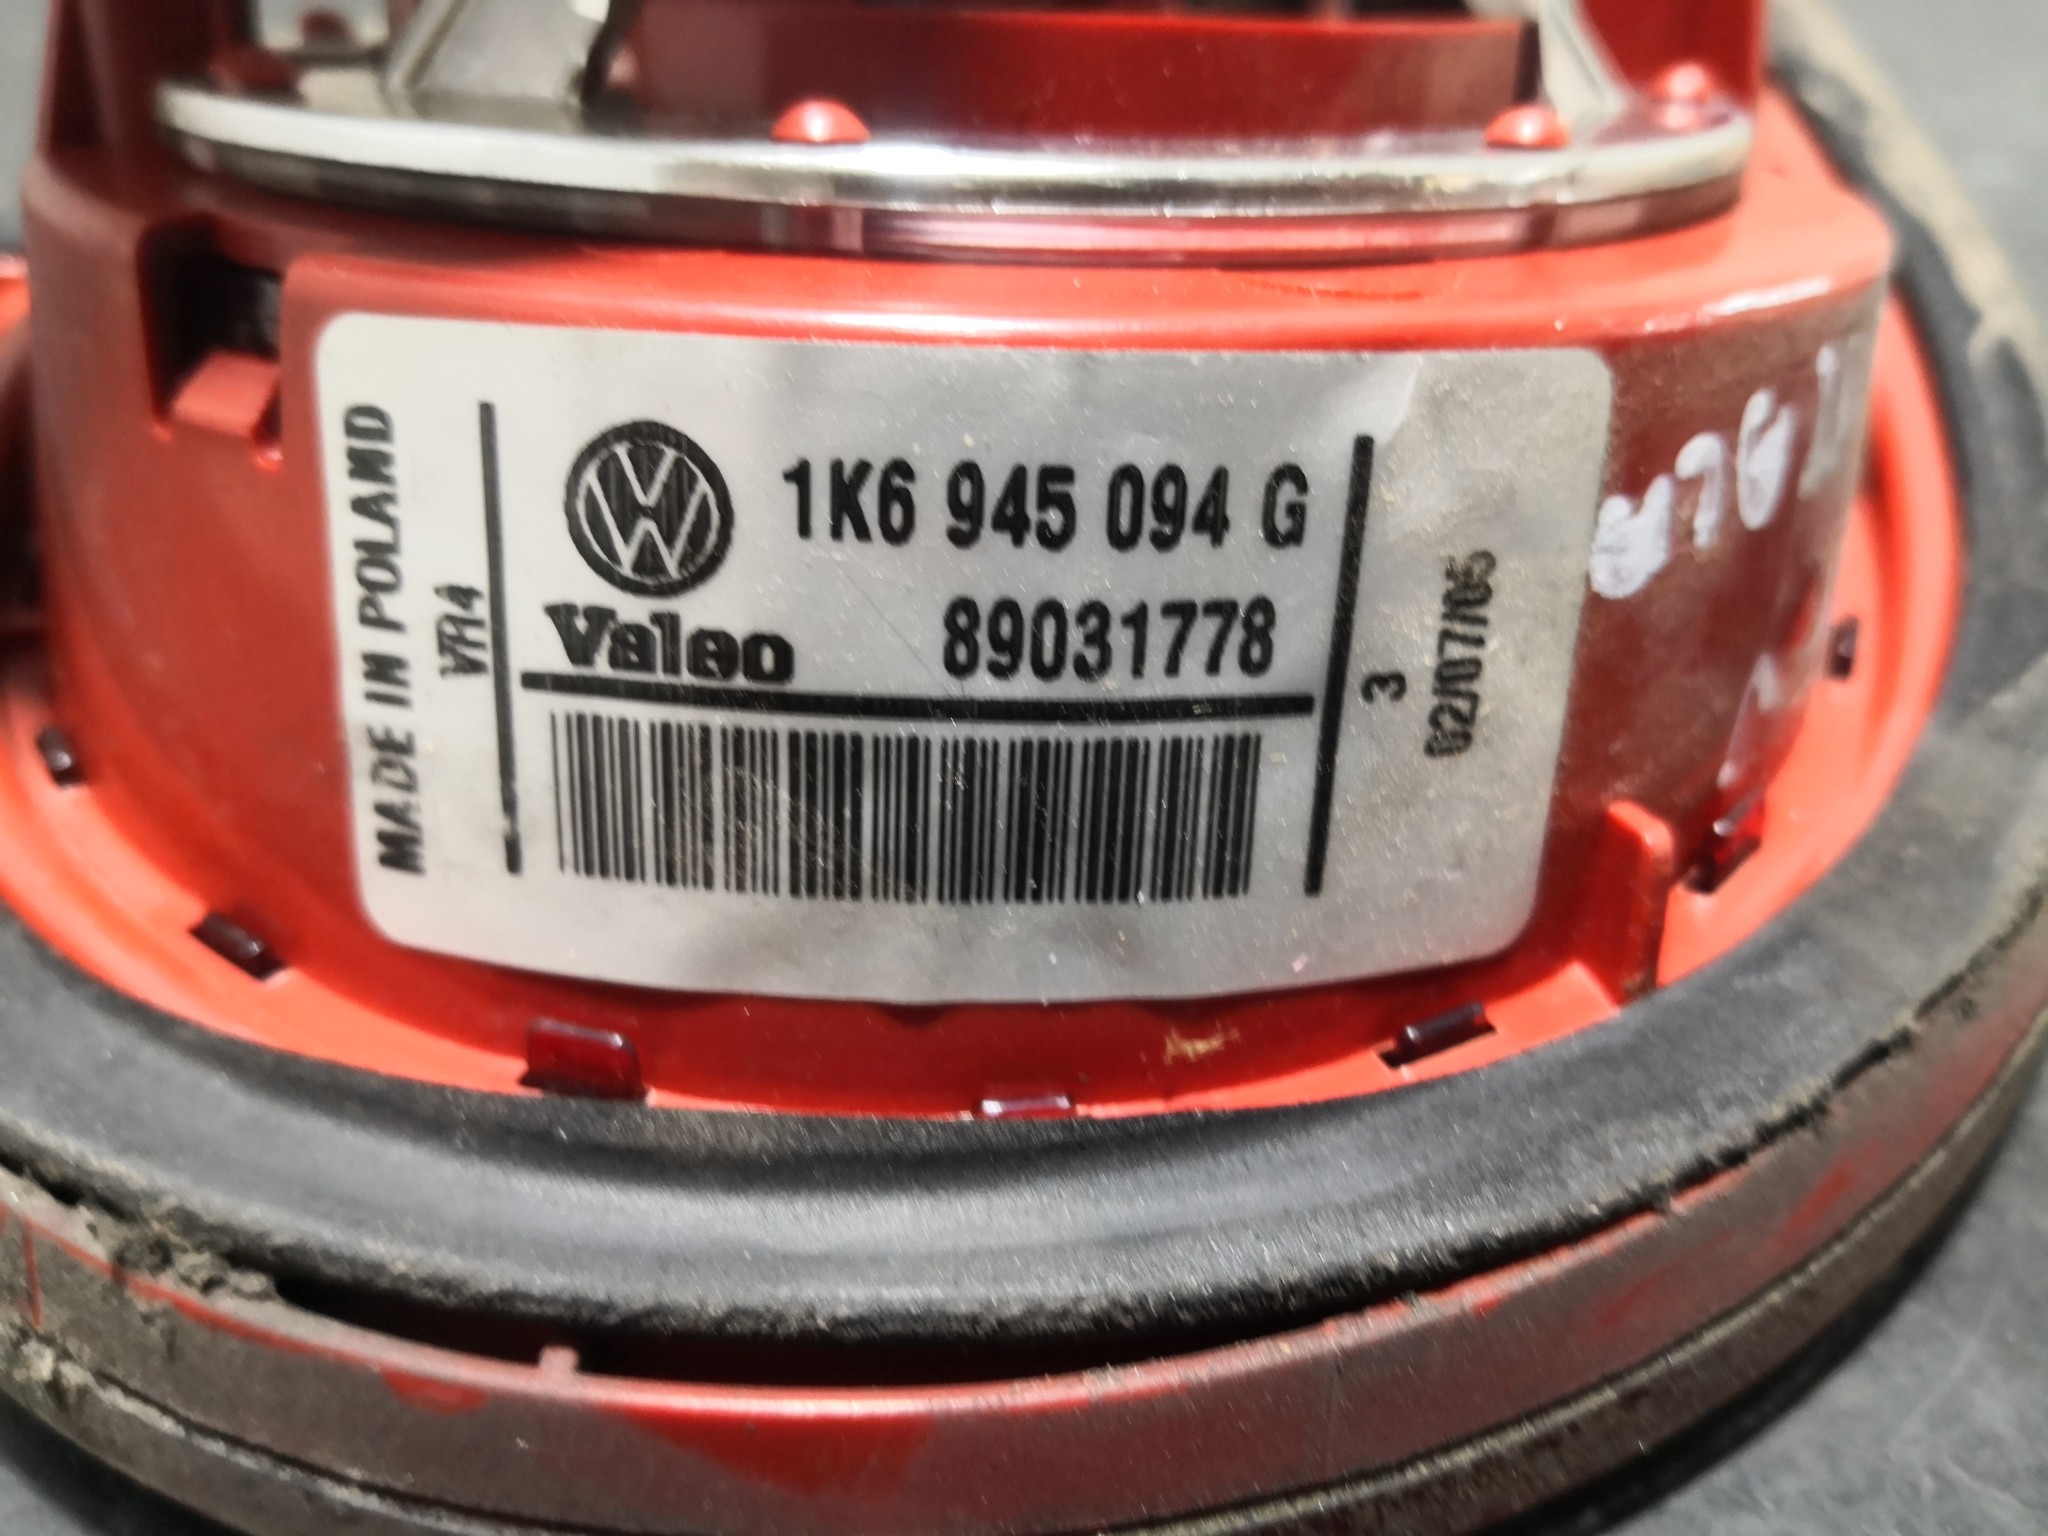 MADE IN POLAND
VR4
1K6 945 094 G
Valeo 89031778
3
02/07/05